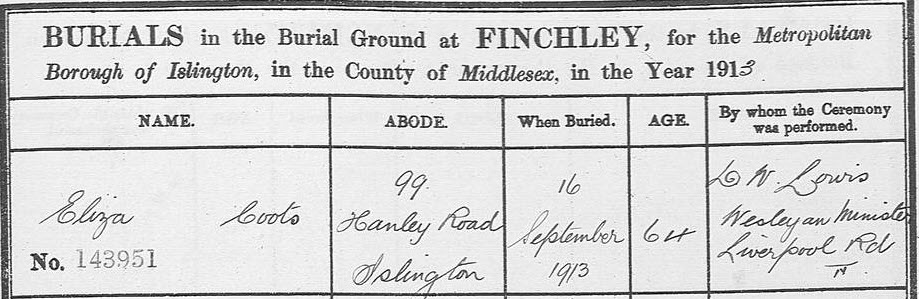 BURIALS in the Burial Ground at FINCHLEY, for the Metropolitan
Borough of Islington, in the County of Middlesex, in the Year 1913
NAME.
ABODE.
When Buried.
AGE.
By whom the Ceremony
was performed.
Eliza Coots
No. 143951
99
Hanley Road
Islington
16
September
1913
64
W. Lewis
Wesleyan Minister
Liverpool Rd
N